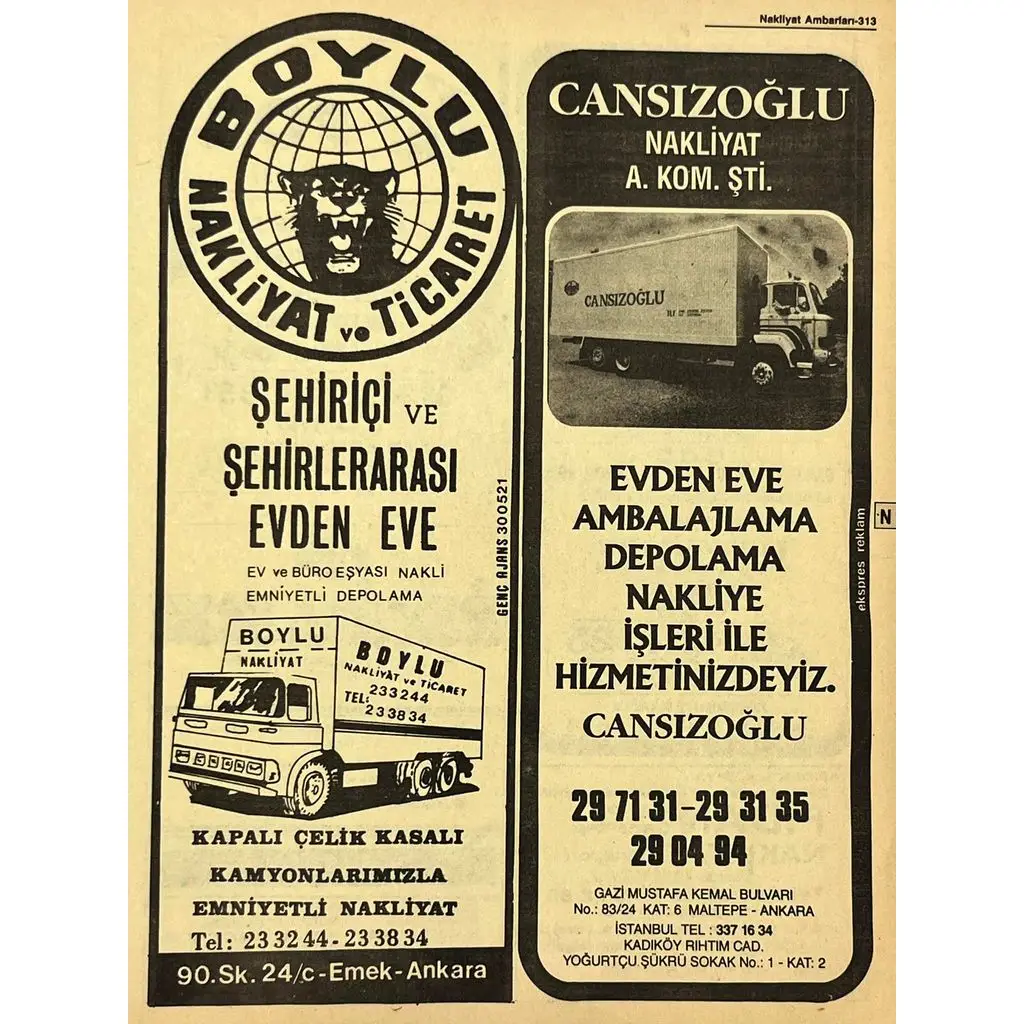 Nakliyat Ambarları-313
BOYLU
NAKLİYAT ve TİCARET
ŞEHİRİÇİ VE
ŞEHİRLERARASI
EVDEN EVE
EV ve BÜRO EŞYASI NAKLİ
EMNİYETLİ DEPOLAMA
GENÇ AJANS 300521
BOYLU
NAKLİYAT
BOYLU
NAKLİYAT ve TİCARET
TEL:
233244
233834
KAPALI ÇELİK KASALI
KAMYONLARIMIZLA
EMNİYETLİ NAKLİYAT
Tel: 233244-233834
90.Sk. 24/c-Emek-Ankara
CANSIZOĞLU
NAKLİYAT
A. KOM. ŞTİ.
CANSIZOĞLU
EVDEN EVE
AMBALAJLAMA
DEPOLAMA
NAKLİYE
İŞLERİ İLE
HİZMETİNİZDEYİZ.
CANSIZOĞLU
29 71 31-29 31 35
29 04 94
GAZİ MUSTAFA KEMAL BULVARI
No.: 83/24 KAT: 6 MALTEPE - ANKARA
İSTANBUL TEL : 337 16 34
KADIKÖY RIHTIM CAD.
YOĞURTÇU ŞÜKRÜ SOKAK No.: 1 - KAT: 2
ekspres reklam
N